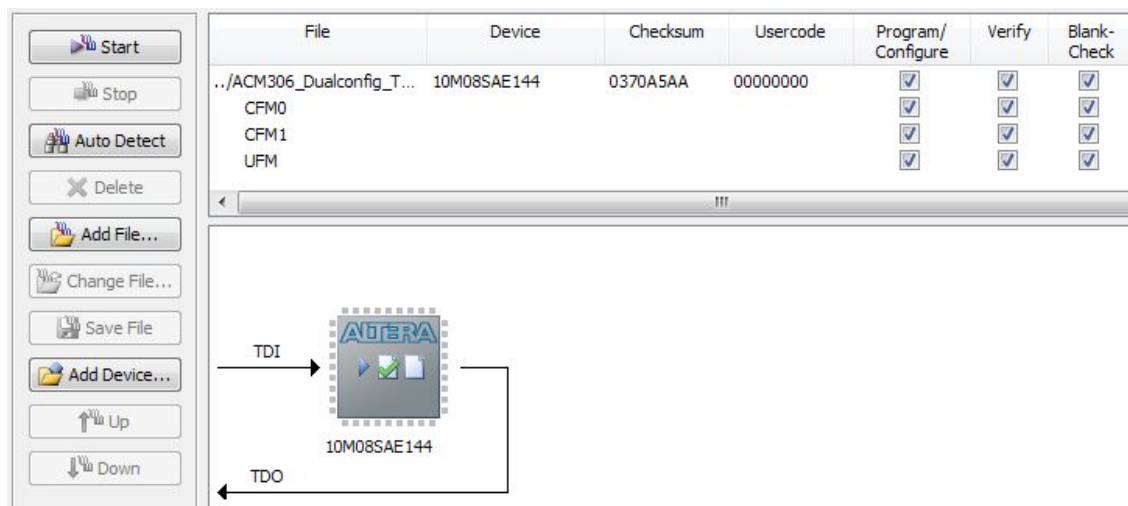 Start
Stop
Auto Detect
Delete
Add File...
Change File...
Save File
Add Device...
Up
Down
File Device Checksum Usercode Program/ Verify Blank-
Configure Check
../ACM306_Dualconfig_T... 10M08SAE144 0370A5AA 00000000
CFM0
CFM1
UFM
TDI
ALTERA
10M08SAE144
TDO